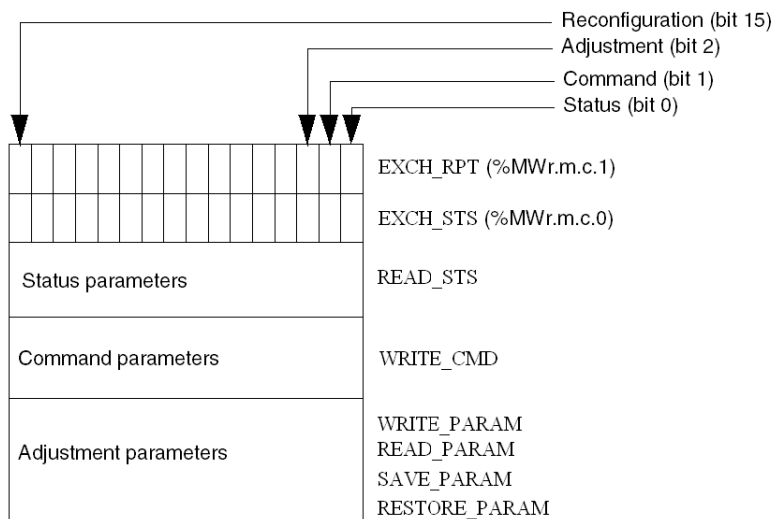 Reconfiguration (bit 15)
Adjustment (bit 2)
Command (bit 1)
Status (bit 0)
EXCH_RPT (%MWr.m.c.1)
EXCH_STS (%MWr.m.c.0)
Status parameters READ_STS
Command parameters WRITE_CMD
WRITE_PARAM
Adjustment parameters READ_PARAM
SAVE_PARAM
RESTORE_PARAM